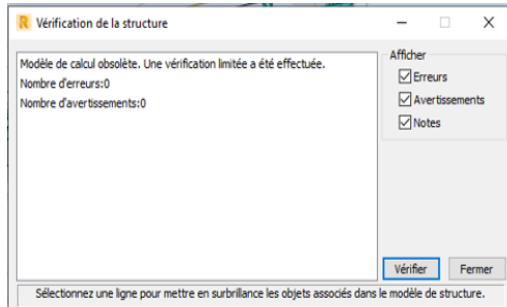 R Vérification de la structure
Modèle de calcul obsolète. Une vérification limitée a été effectuée.
Nombre d'erreurs:0
Nombre d'avertissements:0
Afficher
Erreurs
Avertissements
Notes
Vérifier
Fermer
Sélectionnez une ligne pour mettre en surbrillance les objets associés dans le modèle de structure.